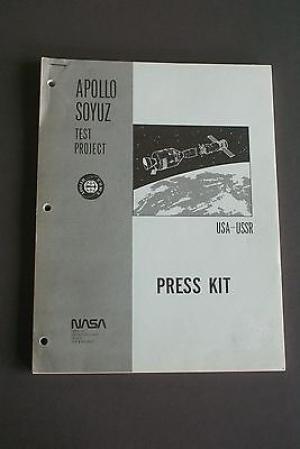 APOLLO
SOYUZ
TEST
PROJECT
USA-USSR
PRESS KIT
NASA